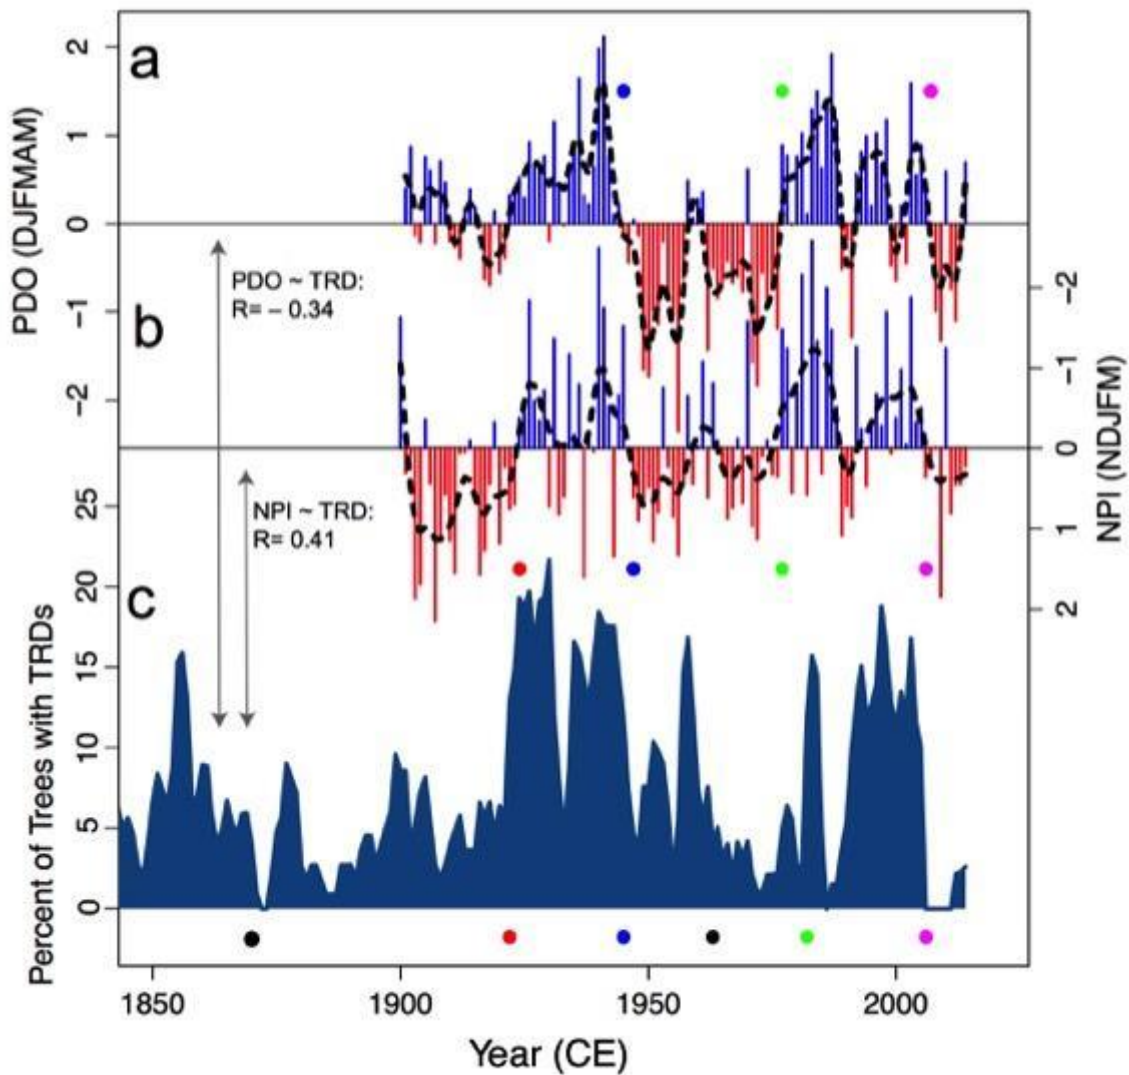 a
2
1
0
−1
−2
PDO (DJFMAM)
PDO ~ TRD:
R= − 0.34
b
−2
−1
0
1
2
NPI (NDJFM)
NPI ~ TRD:
R= 0.41
c
25
20
15
10
5
0
Percent of Trees with TRDs
1850
1900
1950
2000
Year (CE)